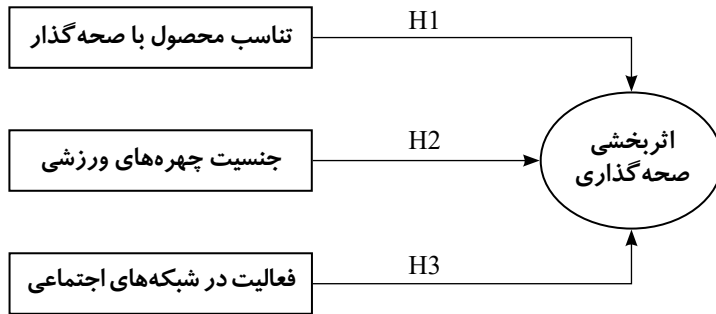 تناسب محصول با صحه‌گذار
H1
جنسیت چهره‌های ورزشی
H2
اثربخشی
صحه‌گذاری
فعالیت در شبکه‌های اجتماعی
H3